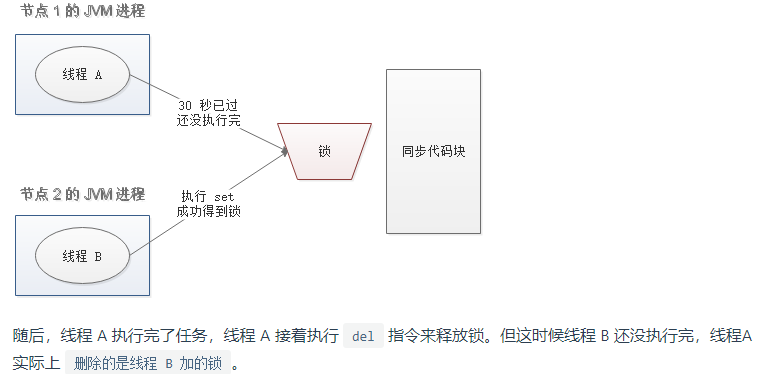 节点 1 的 JVM 进程
线程 A
30 秒已过
还没执行完
锁
同步代码块
节点 2 的 JVM 进程
执行 set
成功得到锁
线程 B
随后，线程 A 执行完了任务，线程 A 接着执行 del 指令来释放锁。但这时候线程 B 还没执行完，线程A
实际上 删除的是线程 B 加的锁 。